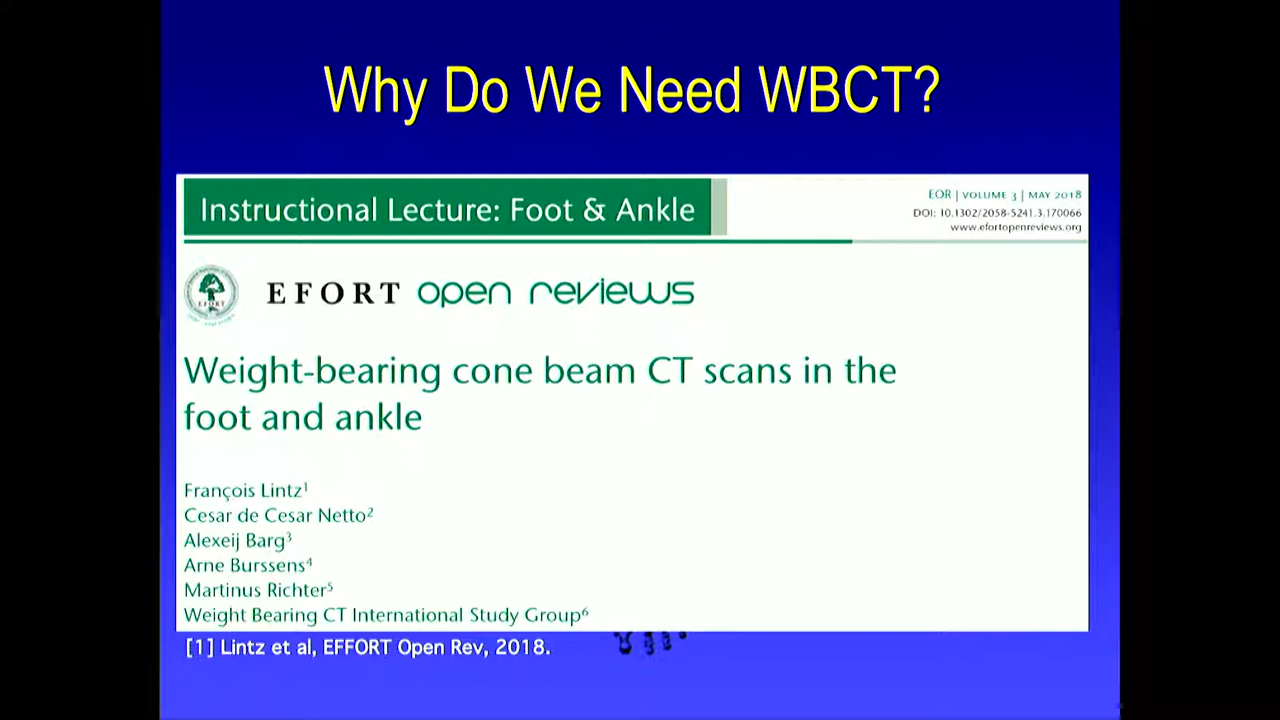 Why Do We Need WBCT?
Instructional Lecture: Foot & Ankle
EOR | VOLUME 3 | MAY 2018
DOI: 10.1302/2058-5241.3.170066
www.efortopenreviews.org
EFORT
EFORT open reviews
Weight-bearing cone beam CT scans in the
foot and ankle
François Lintz¹
Cesar de Cesar Netto²
Alexeij Barg³
Arne Burssens⁴
Martinus Richter⁵
Weight Bearing CT International Study Group⁶
[1] Lintz et al, EFFORT Open Rev, 2018.